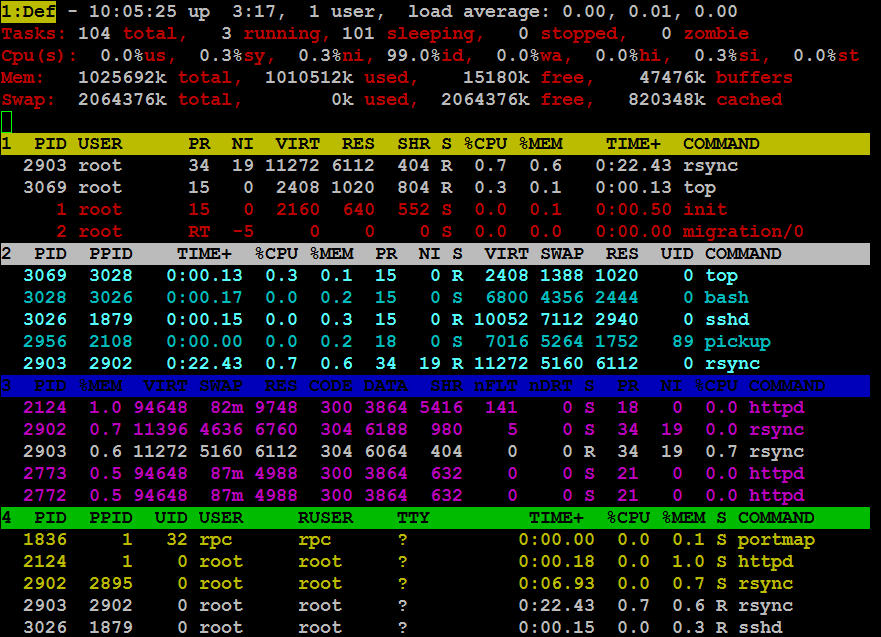 1:Def - 10:05:25 up  3:17,  1 user,  load average: 0.00, 0.01, 0.00
Tasks: 104 total,   3 running, 101 sleeping,   0 stopped,   0 zombie
Cpu(s):  0.0%us,  0.3%sy,  0.3%ni, 99.0%id,  0.0%wa,  0.0%hi,  0.3%si,  0.0%st
Mem:   1025692k total,  1010512k used,    15180k free,    47476k buffers
Swap:  2064376k total,        0k used,  2064376k free,   820348k cached
1  PID USER      PR  NI  VIRT  RES  SHR S %CPU %MEM    TIME+  COMMAND
2903 root      34  19 11272 6112  404 R  0.7  0.6   0:22.43 rsync
3069 root      15   0  2408 1020  804 R  0.3  0.1   0:00.13 top
1 root      15   0  2160  640  552 S  0.0  0.1   0:00.50 init
2 root      RT  -5     0    0    0 S  0.0  0.0   0:00.00 migration/0
2  PID  PPID    TIME+  %CPU %MEM  PR  NI S  VIRT SWAP  RES  UID COMMAND
3069  3028   0:00.13  0.3  0.1  15   0 R  2408 1388 1020    0 top
3028  3026   0:00.17  0.0  0.2  15   0 S  6800 4356 2444    0 bash
3026  1879   0:00.15  0.0  0.3  15   0 R 10052 7112 2940    0 sshd
2956  2108   0:00.00  0.0  0.2  18   0 S  7016 5264 1752   89 pickup
2903  2902   0:22.43  0.7  0.6  34  19 R 11272 5160 6112    0 rsync
3  PID %MEM  VIRT SWAP  RES CODE DATA  SHR nFLT nDRT S  PR  NI %CPU COMMAND
2124  1.0 94648  82m 9748  300 3864 5416  141    0 S  18   0  0.0 httpd
2902  0.7 11396 4636 6760  304 6188  980    5    0 S  34  19  0.0 rsync
2903  0.6 11272 5160 6112  304 6064  404    0    0 R  34  19  0.7 rsync
2773  0.5 94648  87m 4988  300 3864  632    0    0 S  21   0  0.0 httpd
2772  0.5 94648  87m 4988  300 3864  632    0    0 S  21   0  0.0 httpd
4  PID  PPID  UID USER     RUSER    TTY         TIME+  %CPU %MEM S COMMAND
1836     1   32 rpc      rpc      ?          0:00.00  0.0  0.1 S portmap
2124     1    0 root     root     ?          0:00.18  0.0  1.0 S httpd
2902  2895    0 root     root     ?          0:06.93  0.0  0.7 S rsync
2903  2902    0 root     root     ?          0:22.43  0.7  0.6 R rsync
3026  1879    0 root     root     ?          0:00.15  0.0  0.3 R sshd